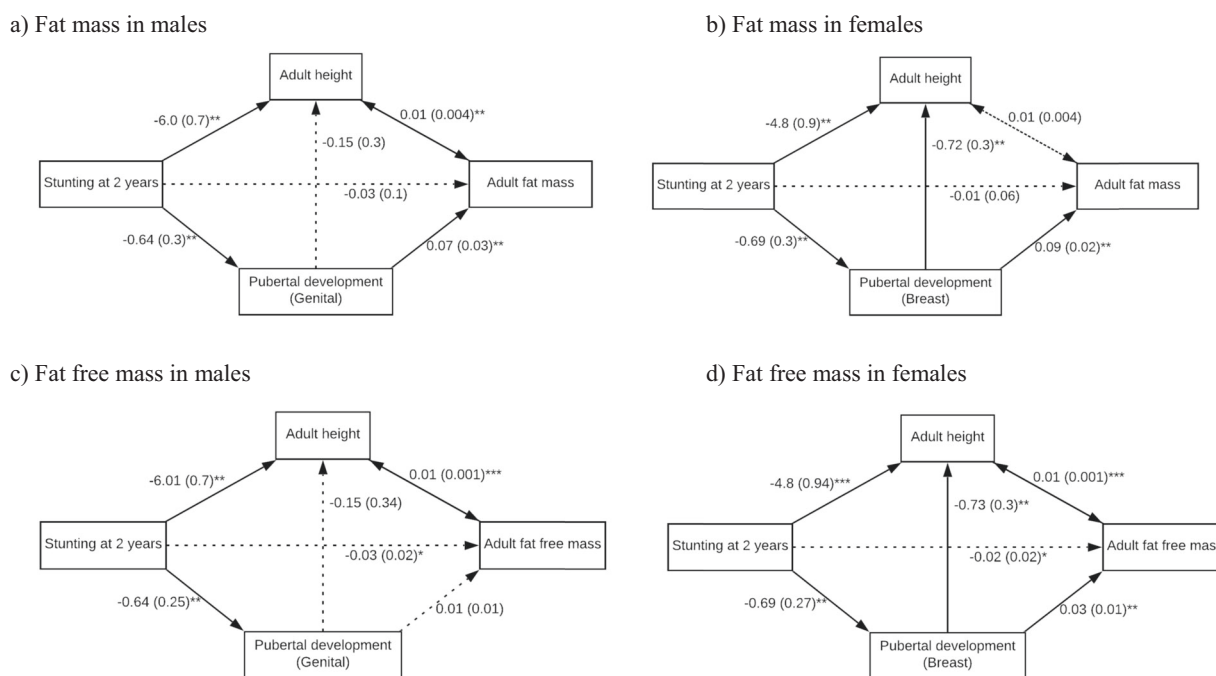 a) Fat mass in males
Adult height
-6.0 (0.7)**
0.01 (0.004)**
-0.15 (0.3)
Stunting at 2 years
-0.03 (0.1)
Adult fat mass
-0.64 (0.3)**
0.07 (0.03)**
Pubertal development
(Genital)
b) Fat mass in females
Adult height
-4.8 (0.9)**
0.01 (0.004)
-0.72 (0.3)**
Stunting at 2 years
-0.01 (0.06)
Adult fat mass
-0.69 (0.3)**
0.09 (0.02)**
Pubertal development
(Breast)
c) Fat free mass in males
Adult height
-6.01 (0.7)**
0.01 (0.001)***
-0.15 (0.34)
Stunting at 2 years
-0.03 (0.02)*
Adult fat free mass
-0.64 (0.25)**
0.01 (0.01)
Pubertal development
(Genital)
d) Fat free mass in females
Adult height
-4.8 (0.94)***
0.01 (0.001)***
-0.73 (0.3)**
Stunting at 2 years
-0.02 (0.02)*
Adult fat free mass
-0.69 (0.27)**
0.03 (0.01)**
Pubertal development
(Breast)